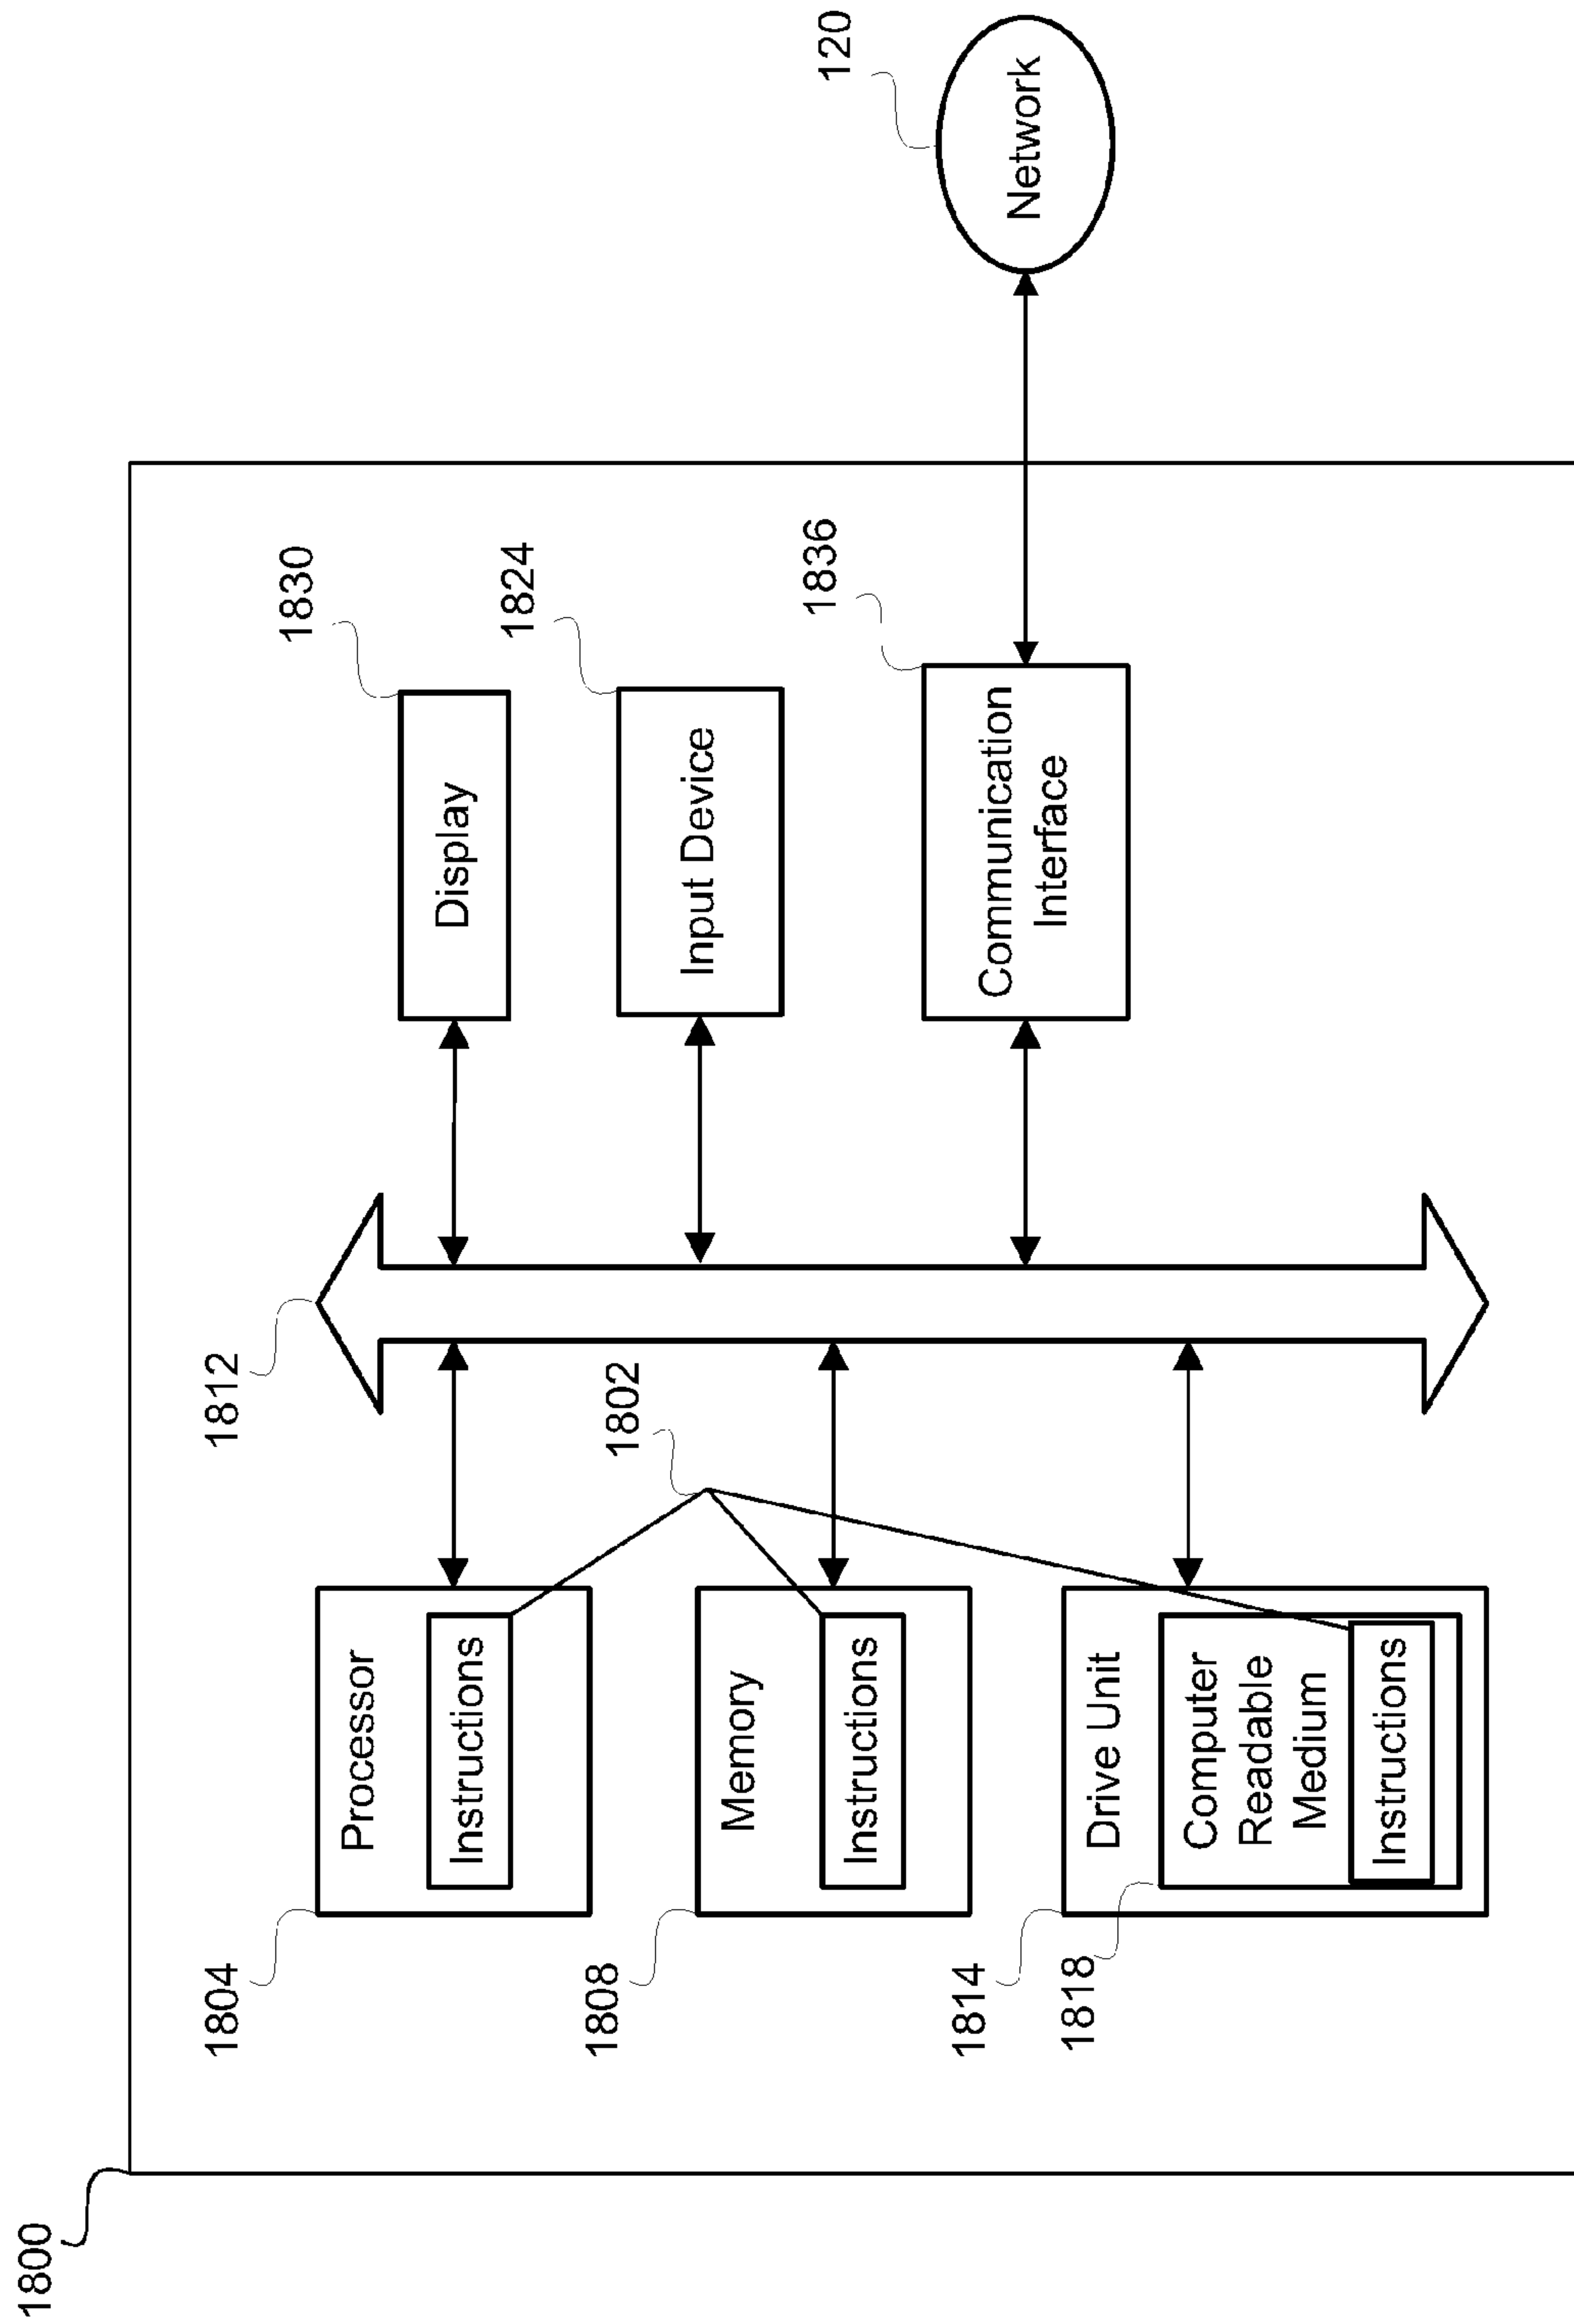 1800
1804
Processor
Instructions
1808
Memory
Instructions
1814
1818
Drive Unit
Computer
Readable
Medium
Instructions
1802
1812
1830
Display
1824
Input Device
1836
Communication
Interface
120
Network